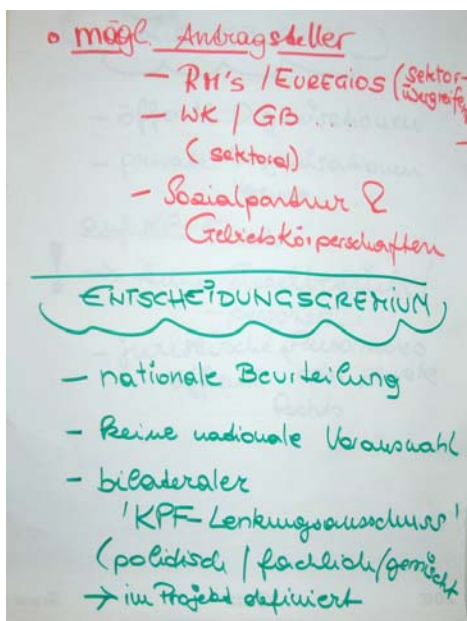 • mögl. Antragsteller
– RM's / EUREGIOS (sektor-
übergreifen
– WK / GB ...
(sektoral)
– Sozialpartner &
Gebietskörperschaften
ENTSCHEIDUNGSGREMIUM
– nationale Beurteilung
– keine nationale Vorauswahl
– bilateraler
'KPF-Lenkungsausschuss'
(politisch / fachlich/gemischt
→ im Projekt definiert